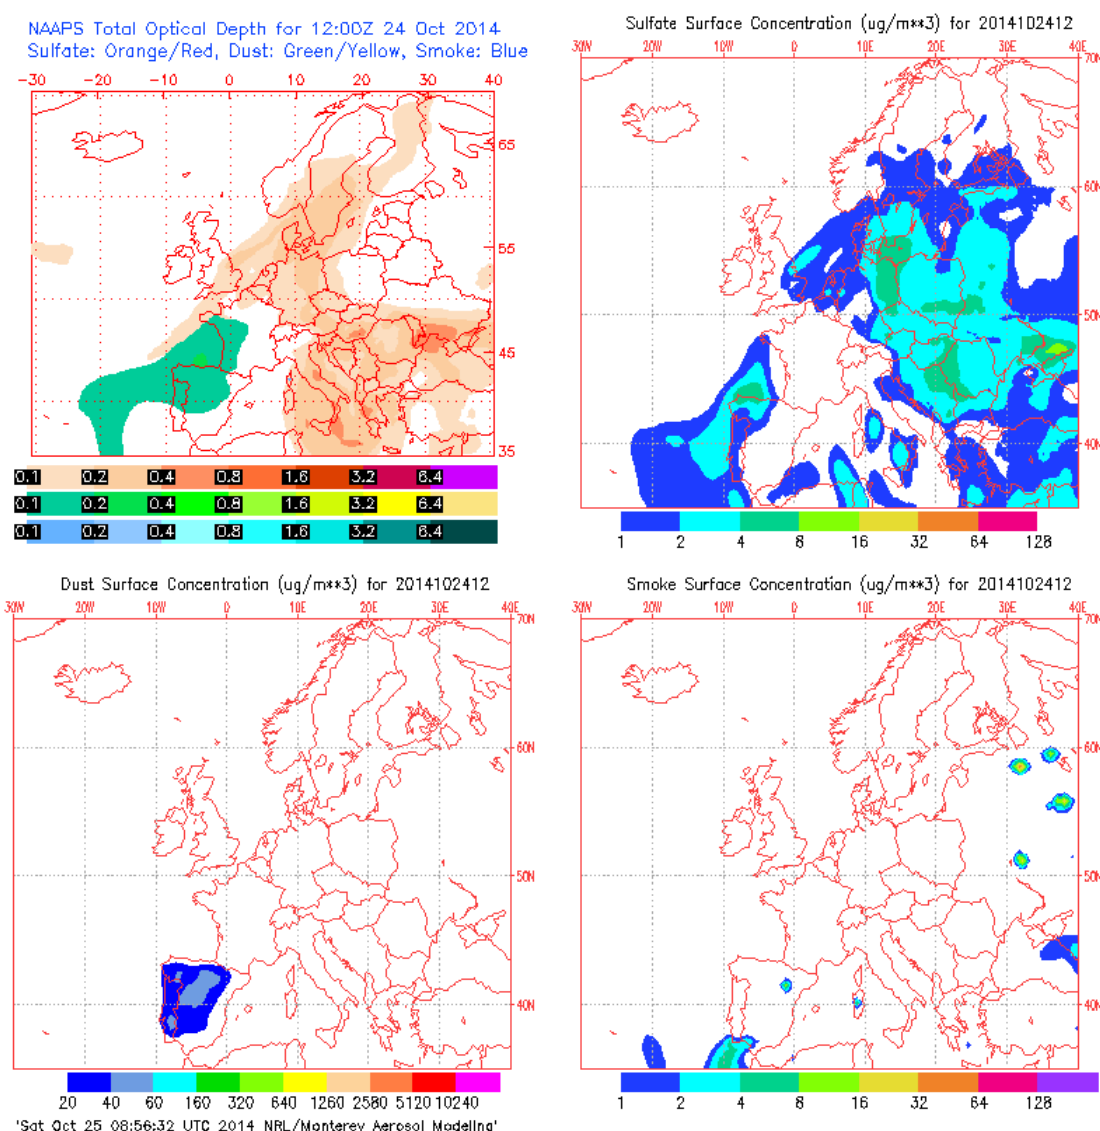 NAAPS Total Optical Depth for 12:00Z 24 Oct 2014
Sulfate: Orange/Red, Dust: Green/Yellow, Smoke: Blue
-30 -20 -10 0 10 20 30 40
65
55
45
35
0.1 0.2 0.4 0.8 1.6 3.2 6.4
0.1 0.2 0.4 0.8 1.6 3.2 6.4
0.1 0.2 0.4 0.8 1.6 3.2 6.4
Sulfate Surface Concentration (ug/m**3) for 2014102412
30W 20W 10W 0 10E 20E 30E 40E
70N
60N
50N
40N
1 2 4 8 16 32 64 128
Dust Surface Concentration (ug/m**3) for 2014102412
30W 20W 10W 0 10E 20E 30E 40E
70N
60N
50N
40N
20 40 60 160 320 640 1260 2580 5120 10240
'Sat Oct 25 08:56:32 UTC 2014 NRL/Monterey Aerosol Modeling'
Smoke Surface Concentration (ug/m**3) for 2014102412
30W 20W 10W 0 10E 20E 30E 40E
70N
60N
50N
40N
1 2 4 8 16 32 64 128